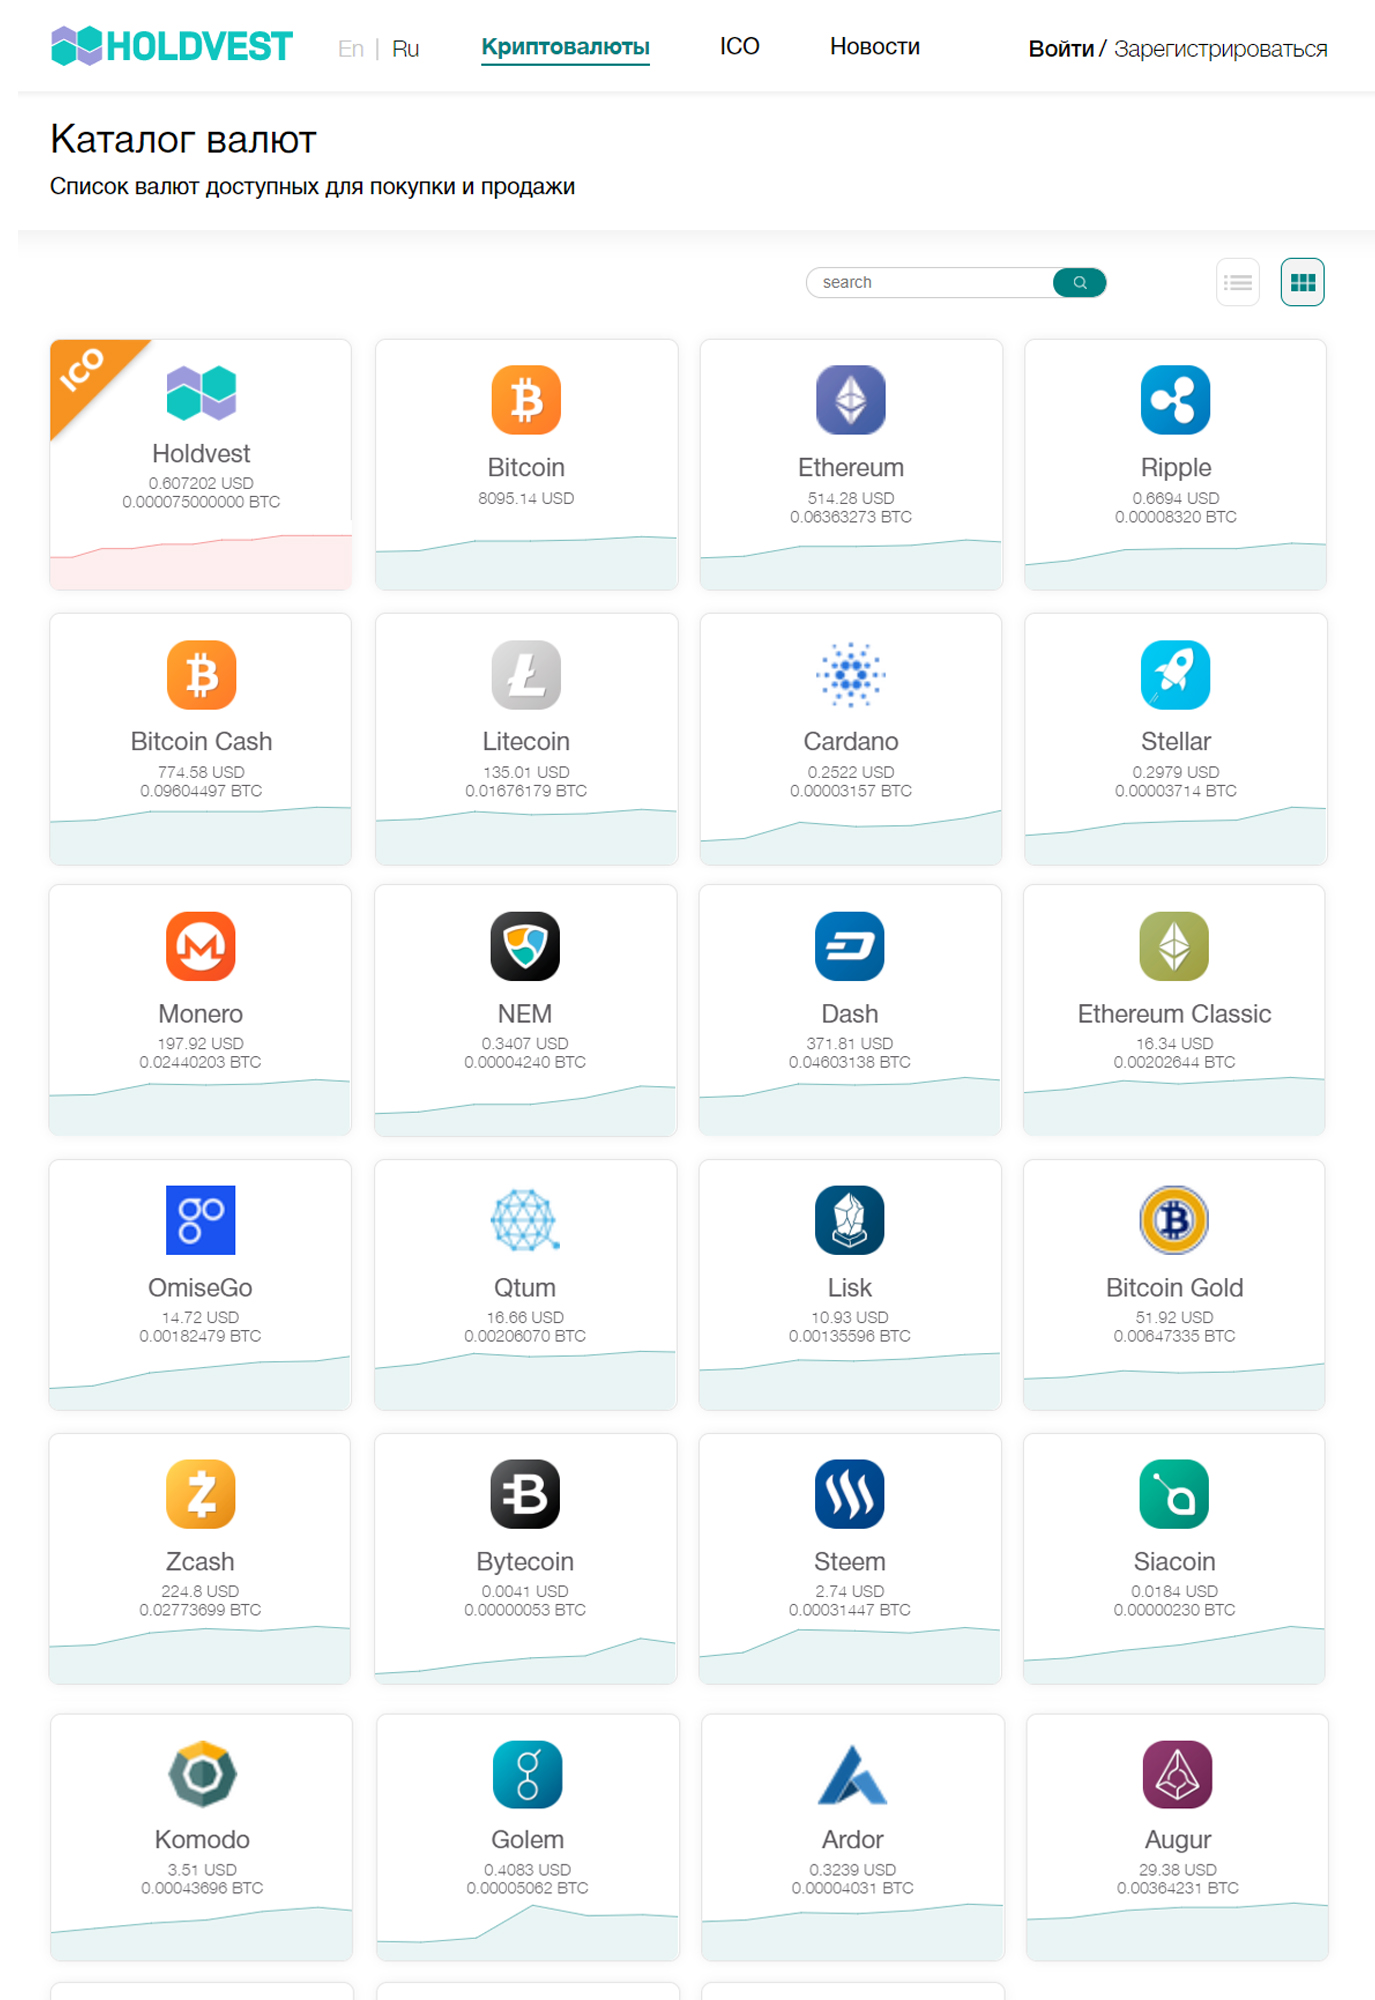 HOLDVEST En | Ru Криптовалюты ICO Новости Войти / Зарегистрироваться
Каталог валют
Список валют доступных для покупки и продажи
search
ICO
Holdvest
0.607202 USD
0.000075000000 BTC
Bitcoin
8095.14 USD
Ethereum
514.28 USD
0.06363273 BTC
Ripple
0.6694 USD
0.00008320 BTC
Bitcoin Cash
774.58 USD
0.09604497 BTC
Litecoin
135.01 USD
0.01676179 BTC
Cardano
0.2522 USD
0.00003157 BTC
Stellar
0.2979 USD
0.00003714 BTC
Monero
197.92 USD
0.02440203 BTC
NEM
0.3407 USD
0.00004240 BTC
Dash
371.81 USD
0.04603138 BTC
Ethereum Classic
16.34 USD
0.00202644 BTC
OmiseGo
14.72 USD
0.00182479 BTC
Qtum
16.66 USD
0.00206070 BTC
Lisk
10.93 USD
0.00135596 BTC
Bitcoin Gold
51.92 USD
0.00647335 BTC
Zcash
224.8 USD
0.02773699 BTC
Bytecoin
0.0041 USD
0.00000053 BTC
Steem
2.74 USD
0.00031447 BTC
Siacoin
0.0184 USD
0.00000230 BTC
Komodo
3.51 USD
0.00043696 BTC
Golem
0.4083 USD
0.00005062 BTC
Ardor
0.3239 USD
0.00004031 BTC
Augur
29.38 USD
0.00364231 BTC